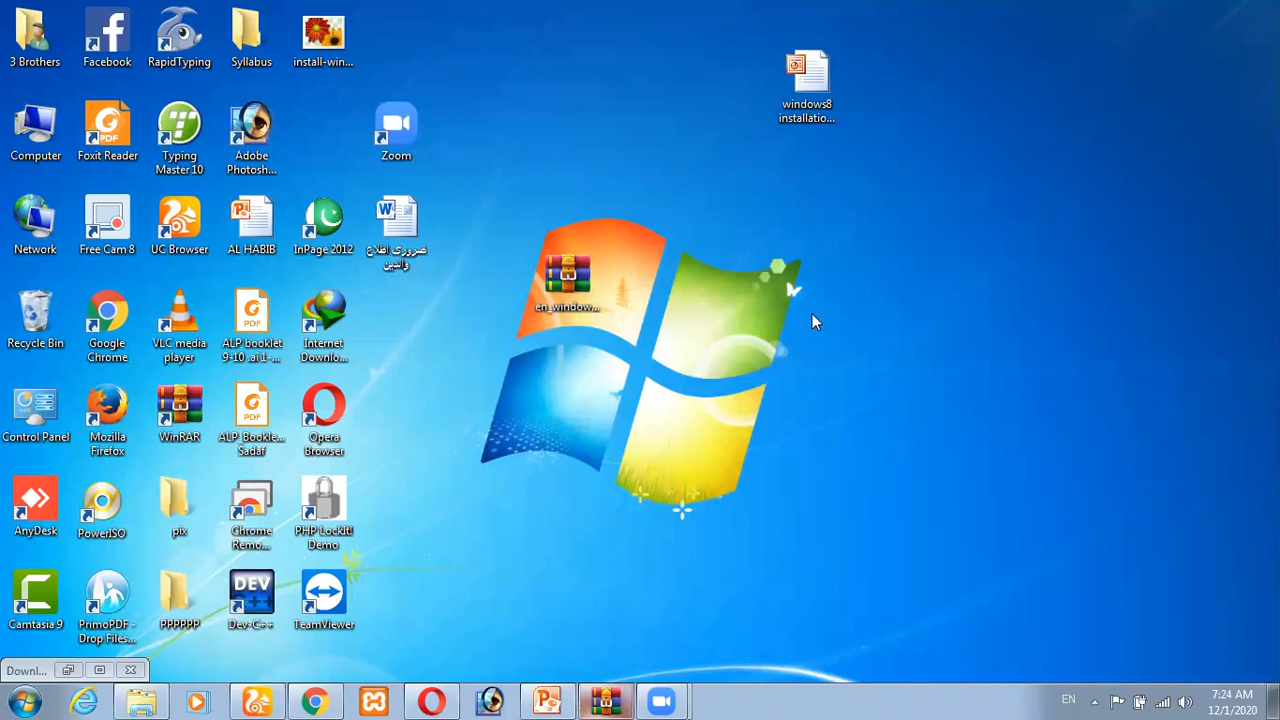 3 Brothers
Facebook
RapidTyping
Syllabus
install-win...
windows8
installatio...
Computer
Foxit Reader
Typing
Master 10
Adobe
Photosh...
Zoom
Network
Free Cam 8
UC Browser
AL HABIB
InPage 2012
ضروری اطلاع
والدین
en_window...
Recycle Bin
Google
Chrome
VLC media
player
ALP booklet
9-10 .ai 1-...
Internet
Downlo...
Control Panel
Mozilla
Firefox
WinRAR
ALP_Bookle...
Sadaf
Opera
Browser
AnyDesk
PowerISO
pix
Chrome
Remo...
PHP LockIt!
Demo
Camtasia 9
PrimoPDF -
Drop Files...
PPPPPP
DEV
C++
Dev-C++
TeamViewer
Downl...
EN
7:24 AM
12/1/2020